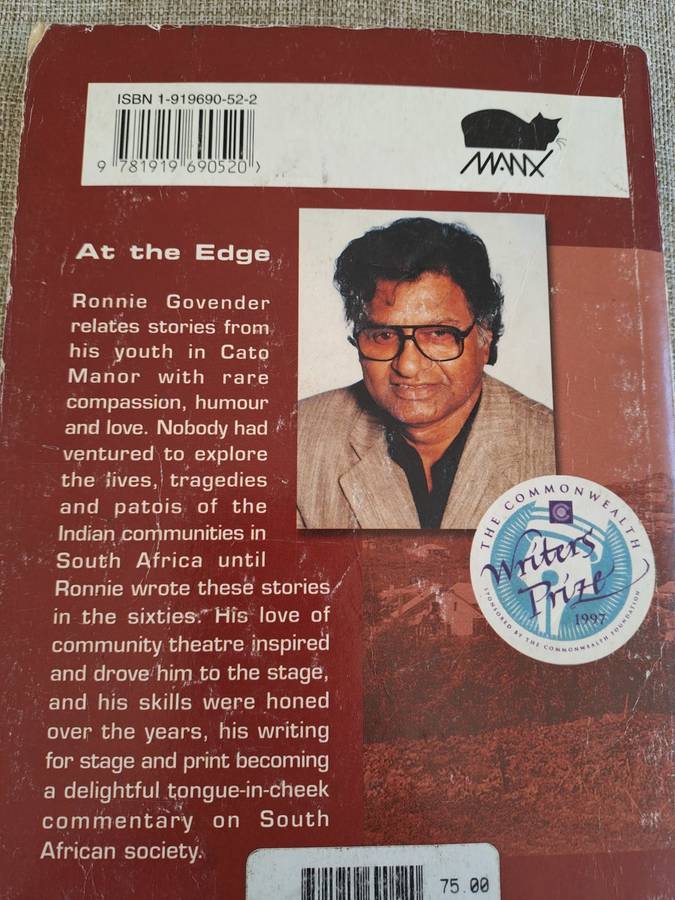 ISBN 1-919690-52-2
9 781919 690520 >
MANX
At the Edge
Ronnie Govender
relates stories from
his youth in Cato
Manor with rare
compassion, humour
and love. Nobody had
ventured to explore
the lives, tragedies
and patois of the
Indian communities in
South Africa until
Ronnie wrote these stories
in the sixties. His love of
community theatre inspired
and drove him to the stage,
and his skills were honed
over the years, his writing
for stage and print becoming
a delightful tongue-in-cheek
commentary on South
African society.
THE COMMONWEALTH
Writers'
Prize
1997
SPONSORED BY THE COMMONWEALTH FOUNDATION
75.00